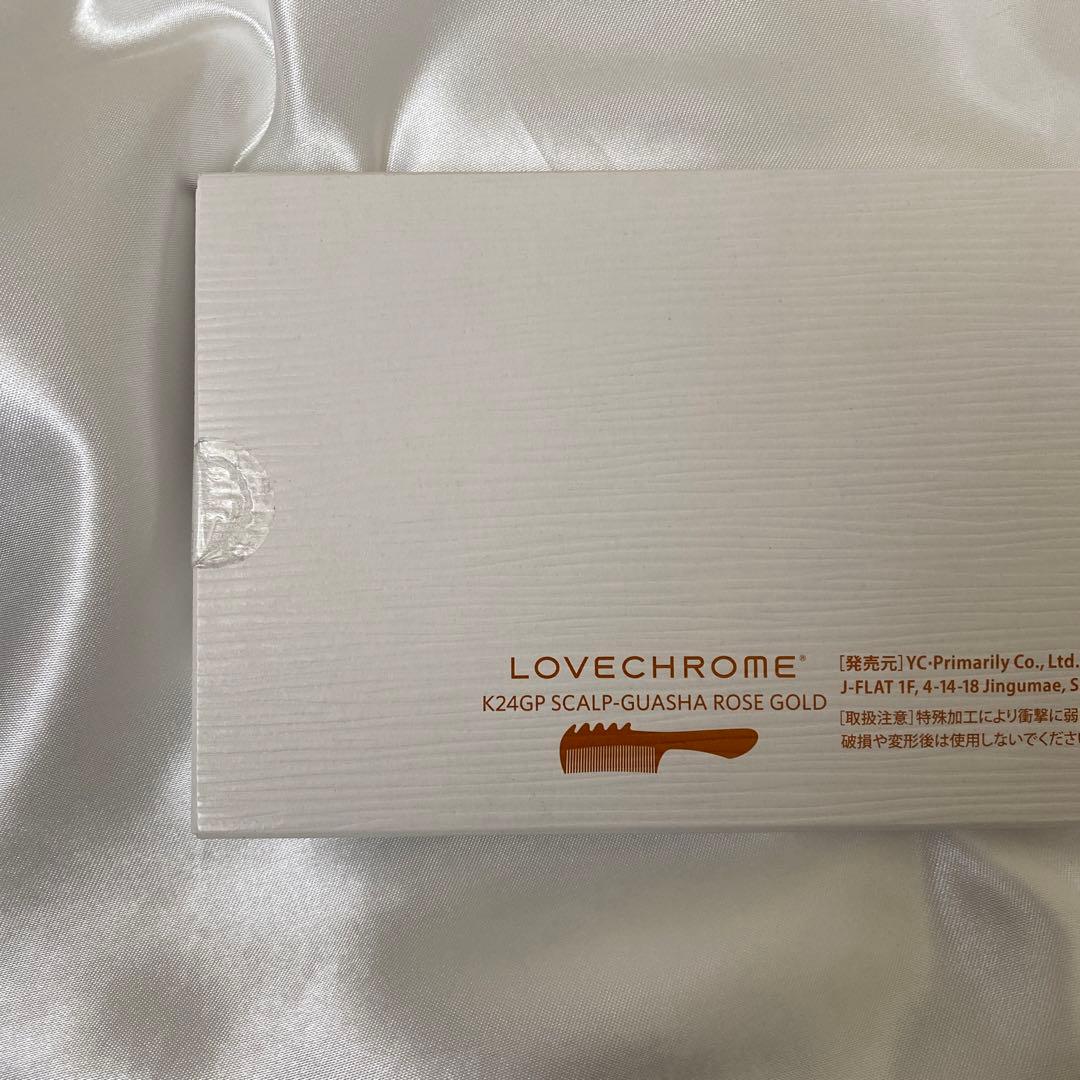 LOVECHROME®
K24GP SCALP-GUASHA ROSE GOLD
[発売元] YC・Primarily Co., Ltd.
J-FLAT 1F, 4-14-18 Jingumae, S
[取扱注意] 特殊加工により衝撃に弱
破損や変形後は使用しないでくださ